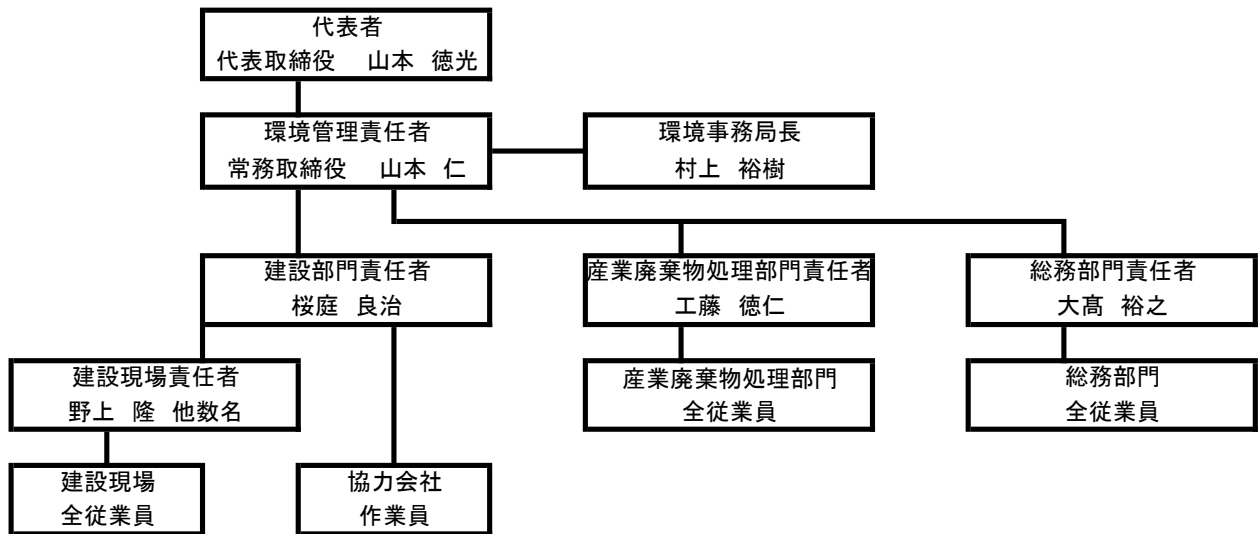 代表者
代表取締役　山本 徳光
環境管理責任者
常務取締役　山本 仁
環境事務局長
村上 裕樹
建設部門責任者
桜庭 良治
産業廃棄物処理部門責任者
工藤 徳仁
総務部門責任者
大髙 裕之
建設現場責任者
野上 隆 他数名
産業廃棄物処理部門
全従業員
総務部門
全従業員
建設現場
全従業員
協力会社
作業員